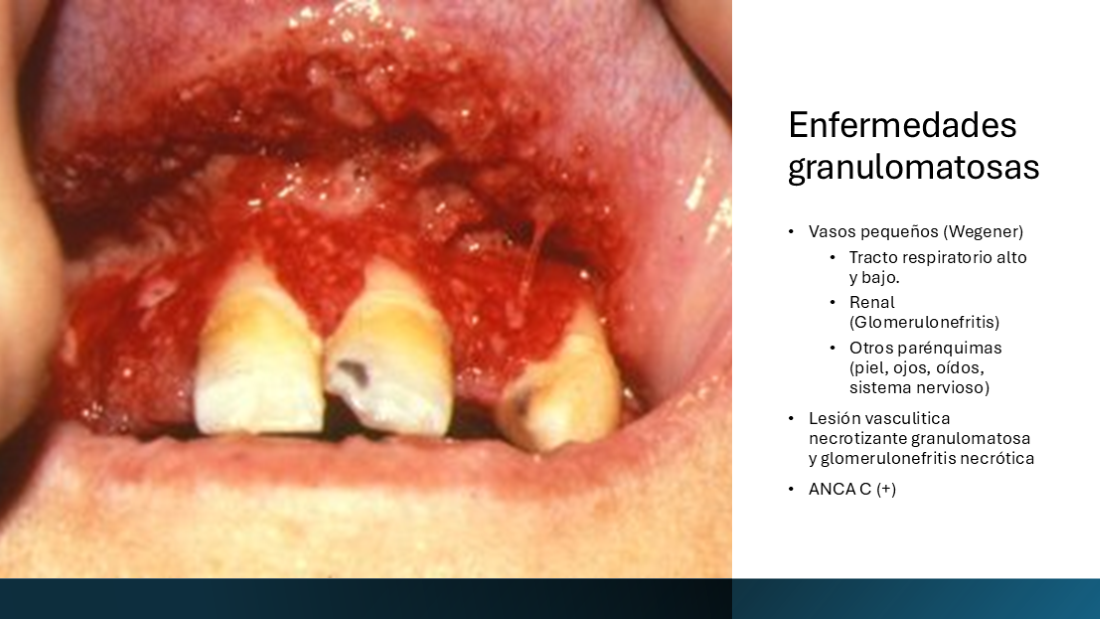 Enfermedades
granulomatosas
• Vasos pequeños (Wegener)
• Tracto respiratorio alto
y bajo.
• Renal
(Glomerulonefritis)
• Otros parénquimas
(piel, ojos, oídos,
sistema nervioso)
• Lesión vasculitica
necrotizante granulomatosa
y glomerulonefritis necrótica
• ANCA C (+)